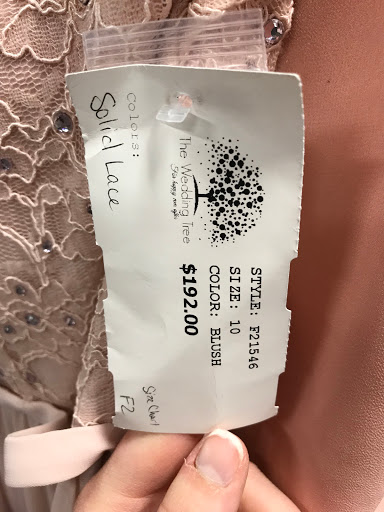 The Wedding Tree
STYLE: F21546
SIZE: 10
COLOR: BLUSH
$192.00
Colors:
Solid Lace
Size Chart
F2